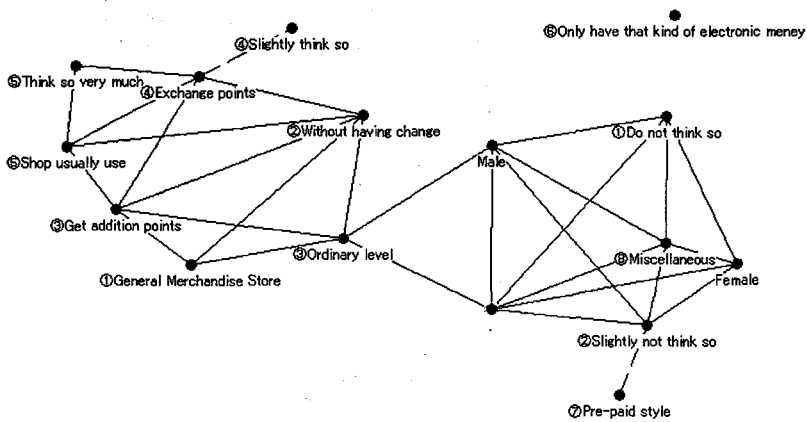 ④Slightly think so
⑥Only have that kind of electronic meney
⑤Think so very much
④Exchange points
②Without having change
①Do not think so
⑤Shop usually use
Male
③Get addition points
③Ordinary level
①General Merchandise Store
⑧Miscellaneous
Female
②Slightly not think so
⑦Pre-paid style